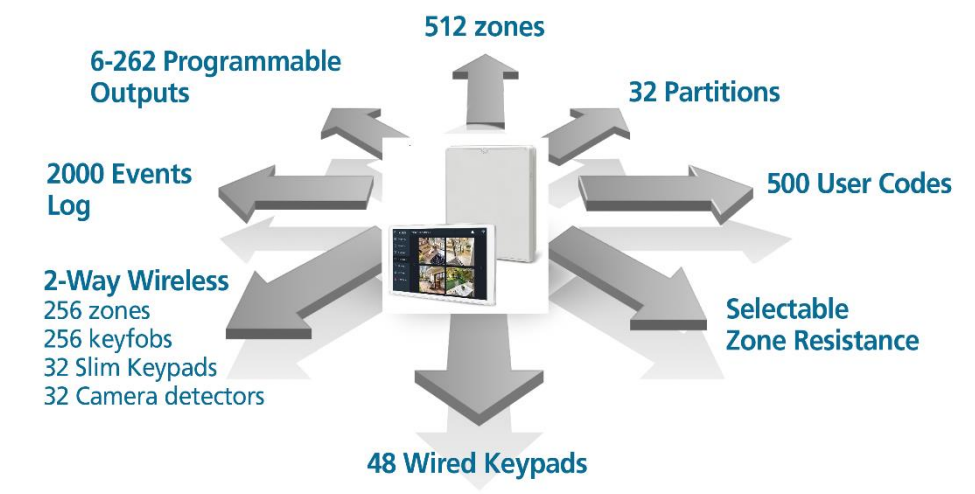 512 zones
6-262 Programmable
Outputs
32 Partitions
2000 Events
Log
500 User Codes
2-Way Wireless
256 zones
256 keyfobs
32 Slim Keypads
32 Camera detectors
Selectable
Zone Resistance
48 Wired Keypads